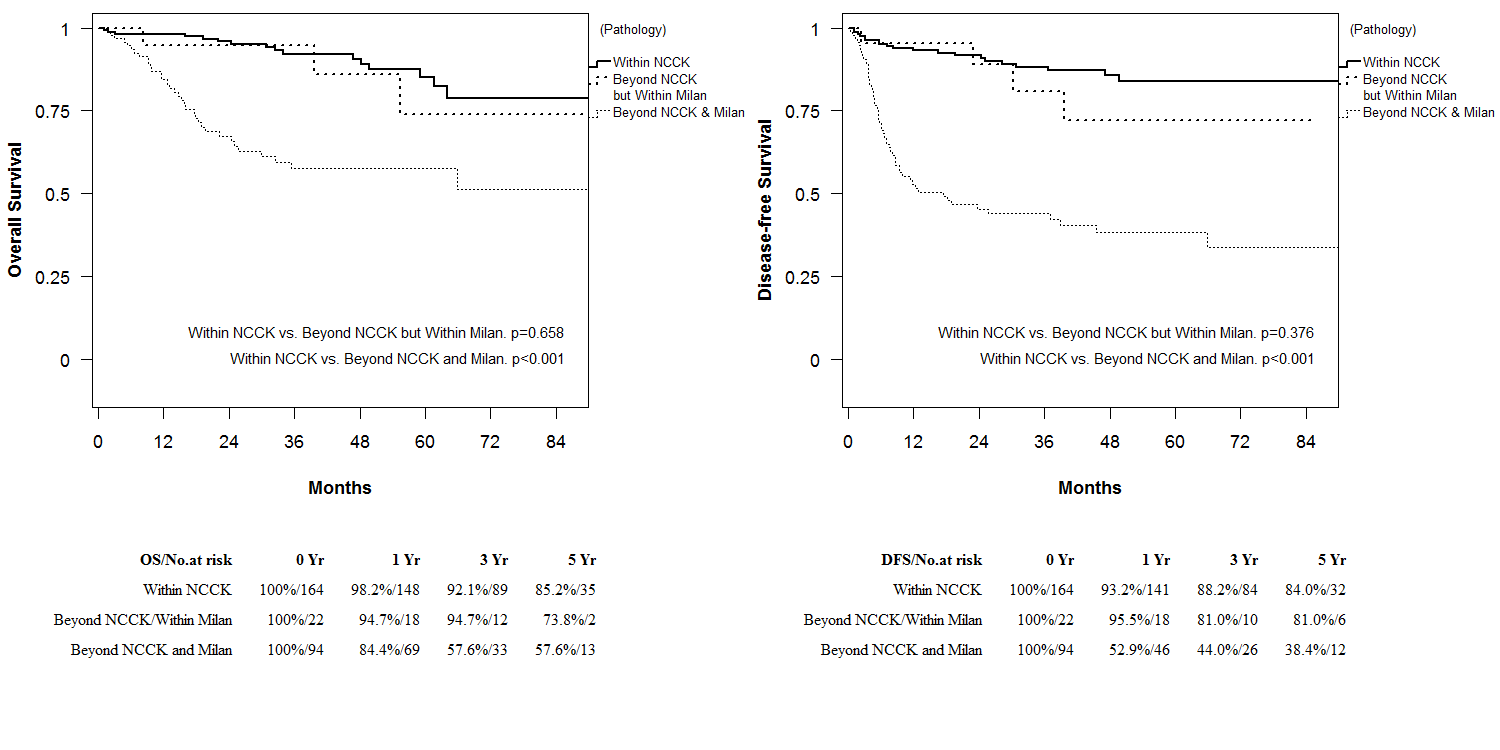 (Pathology)
Within NCCK
Beyond NCCK
but Within Milan
Beyond NCCK & Milan
Overall Survival
1
0.75
0.5
0.25
0
Within NCCK vs. Beyond NCCK but Within Milan. p=0.658
Within NCCK vs. Beyond NCCK and Milan. p<0.001
0 12 24 36 48 60 72 84
Months
OS/No.at risk 0 Yr 1 Yr 3 Yr 5 Yr
Within NCCK 100%/164 98.2%/148 92.1%/89 85.2%/35
Beyond NCCK/Within Milan 100%/22 94.7%/18 94.7%/12 73.8%/2
Beyond NCCK and Milan 100%/94 84.4%/69 57.6%/33 57.6%/13
(Pathology)
Within NCCK
Beyond NCCK
but Within Milan
Beyond NCCK & Milan
Disease-free Survival
1
0.75
0.5
0.25
0
Within NCCK vs. Beyond NCCK but Within Milan. p=0.376
Within NCCK vs. Beyond NCCK and Milan. p<0.001
0 12 24 36 48 60 72 84
Months
DFS/No.at risk 0 Yr 1 Yr 3 Yr 5 Yr
Within NCCK 100%/164 93.2%/141 88.2%/84 84.0%/32
Beyond NCCK/Within Milan 100%/22 95.5%/18 81.0%/10 81.0%/6
Beyond NCCK and Milan 100%/94 52.9%/46 44.0%/26 38.4%/12